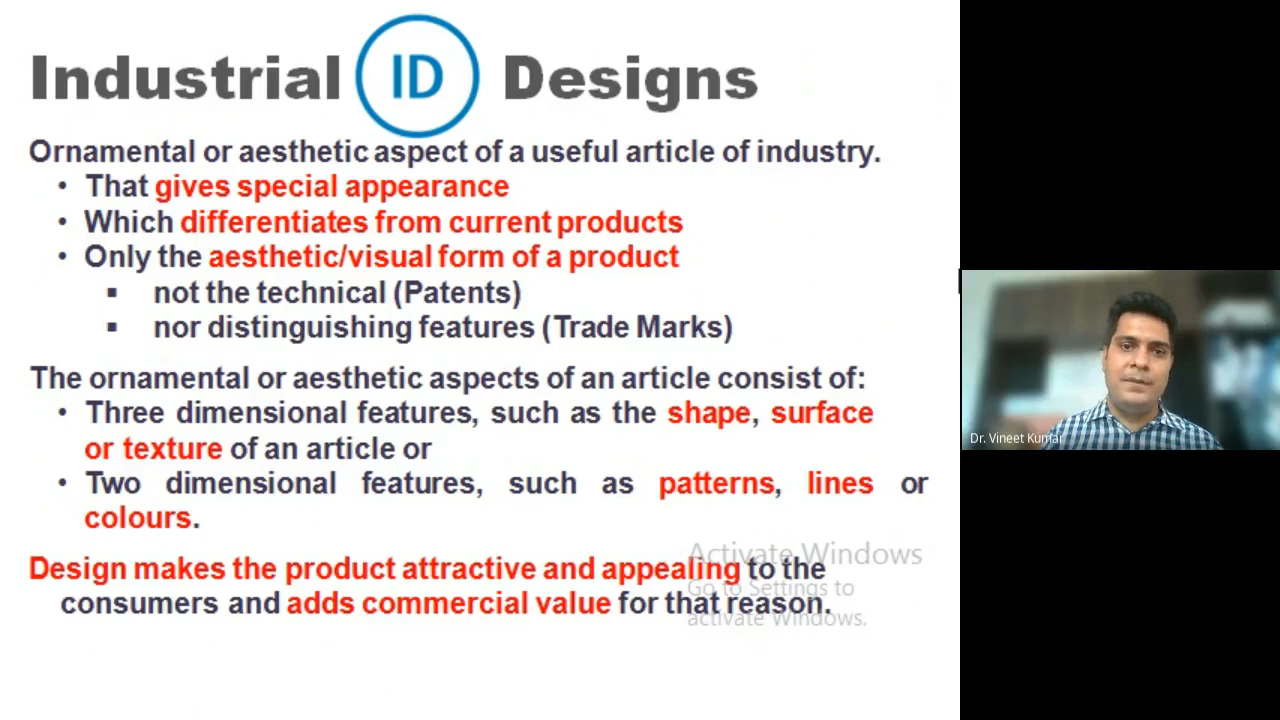 Industrial ID Designs
Ornamental or aesthetic aspect of a useful article of industry.
• That gives special appearance
• Which differentiates from current products
• Only the aesthetic/visual form of a product
▪ not the technical (Patents)
▪ nor distinguishing features (Trade Marks)
The ornamental or aesthetic aspects of an article consist of:
• Three dimensional features, such as the shape, surface
or texture of an article or
• Two dimensional features, such as patterns, lines or
colours.
Design makes the product attractive and appealing to the
consumers and adds commercial value for that reason.
Activate Windows
Go to Settings to
activate Windows.
Dr. Vineet Kumar